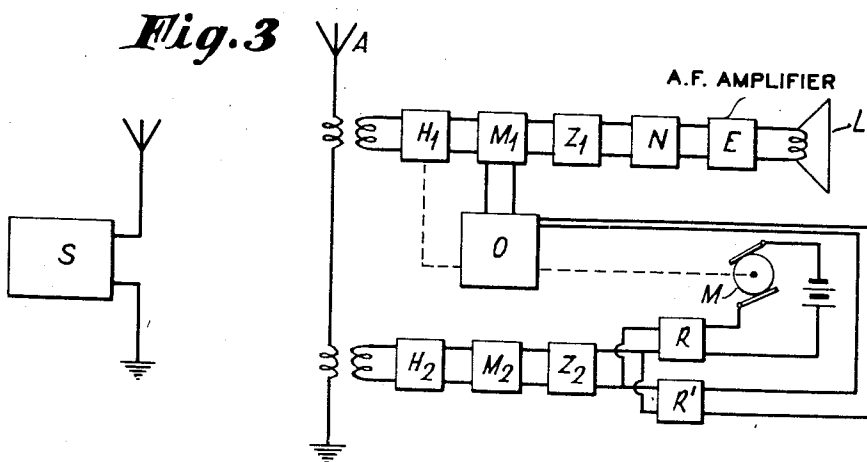 Fig. 3
A
A.F. AMPLIFIER
L
H1 M1 Z1 N E
S
O
M
R
H2 M2 Z2
R'